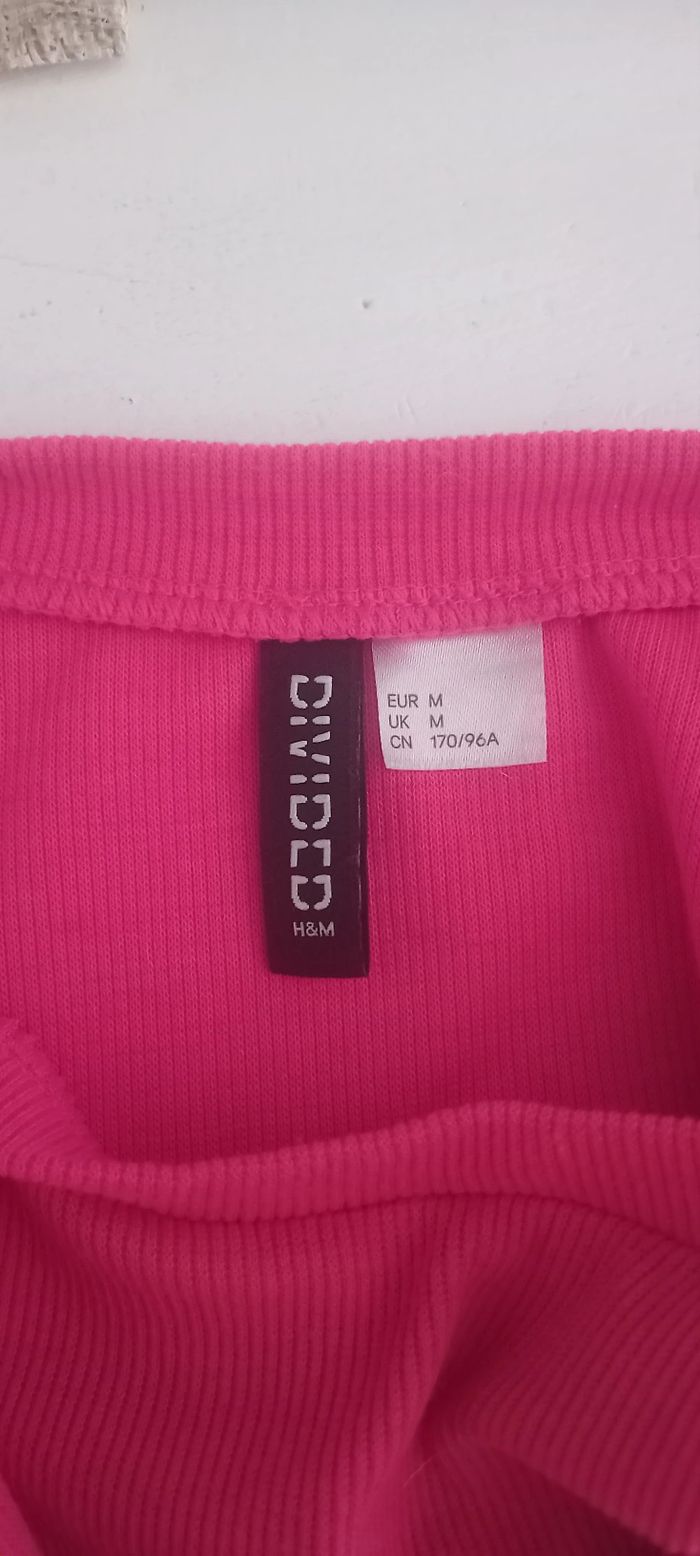 DIVIDED
H&M
EUR M
UK M
CN 170/96A